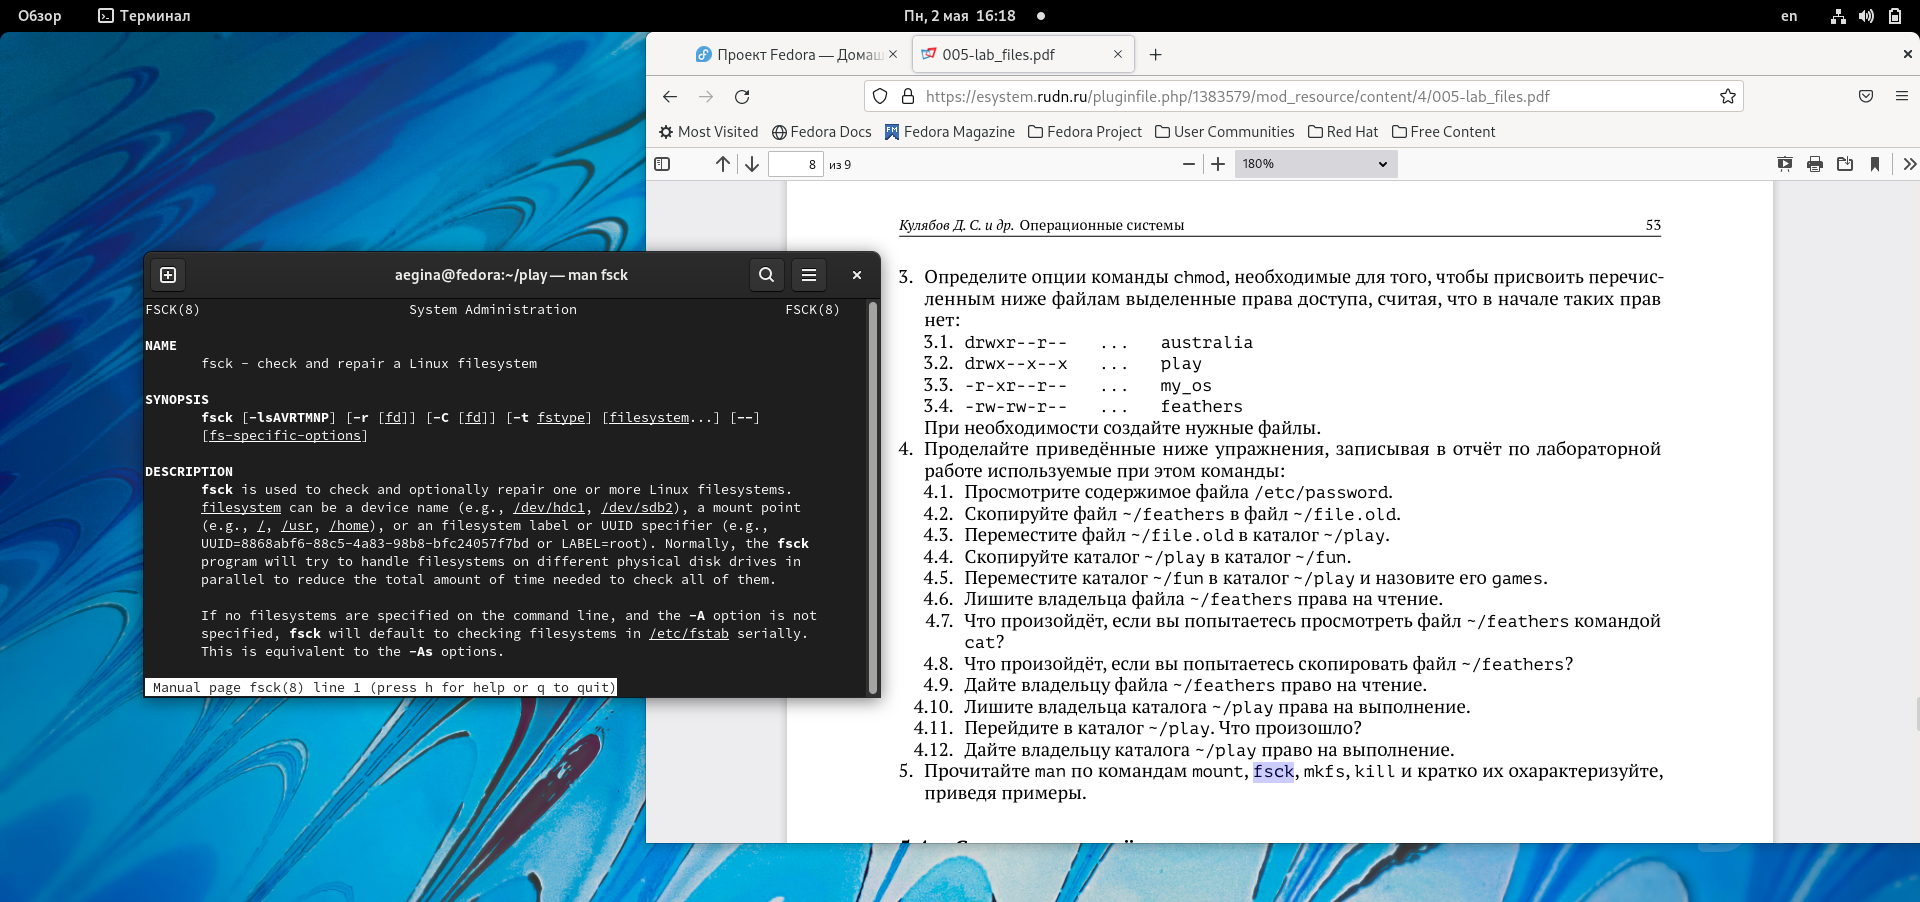 Обзор Терминал Пн, 2 мая 16:18 en
Проект Fedora — Домаш 005-lab_files.pdf
https://esystem.rudn.ru/pluginfile.php/1383579/mod_resource/content/4/005-lab_files.pdf
Most Visited Fedora Docs Fedora Magazine Fedora Project User Communities Red Hat Free Content
8 из 9 180%
Кулябов Д. С. и др. Операционные системы 53
3. Определите опции команды chmod, необходимые для того, чтобы присвоить перечис-
ленным ниже файлам выделенные права доступа, считая, что в начале таких прав
нет:
3.1. drwxr--r-- ... australia
3.2. drwx--x--x ... play
3.3. -r-xr--r-- ... my_os
3.4. -rw-rw-r-- ... feathers
При необходимости создайте нужные файлы.
4. Проделайте приведённые ниже упражнения, записывая в отчёт по лабораторной
работе используемые при этом команды:
4.1. Просмотрите содержимое файла /etc/password.
4.2. Скопируйте файл ~/feathers в файл ~/file.old.
4.3. Переместите файл ~/file.old в каталог ~/play.
4.4. Скопируйте каталог ~/play в каталог ~/fun.
4.5. Переместите каталог ~/fun в каталог ~/play и назовите его games.
4.6. Лишите владельца файла ~/feathers права на чтение.
4.7. Что произойдёт, если вы попытаетесь просмотреть файл ~/feathers командой
cat?
4.8. Что произойдёт, если вы попытаетесь скопировать файл ~/feathers?
4.9. Дайте владельцу файла ~/feathers право на чтение.
4.10. Лишите владельца каталога ~/play права на выполнение.
4.11. Перейдите в каталог ~/play. Что произошло?
4.12. Дайте владельцу каталога ~/play право на выполнение.
5. Прочитайте man по командам mount, fsck, mkfs, kill и кратко их охарактеризуйте,
приведя примеры.
aegina@fedora:~/play — man fsck
FSCK(8) System Administration FSCK(8)
NAME
fsck - check and repair a Linux filesystem
SYNOPSIS
fsck [-lsAVRTMNP] [-r [fd]] [-C [fd]] [-t fstype] [filesystem...] [--]
[fs-specific-options]
DESCRIPTION
fsck is used to check and optionally repair one or more Linux filesystems.
filesystem can be a device name (e.g., /dev/hdc1, /dev/sdb2), a mount point
(e.g., /, /usr, /home), or an filesystem label or UUID specifier (e.g.,
UUID=8868abf6-88c5-4a83-98b8-bfc24057f7bd or LABEL=root). Normally, the fsck
program will try to handle filesystems on different physical disk drives in
parallel to reduce the total amount of time needed to check all of them.
If no filesystems are specified on the command line, and the -A option is not
specified, fsck will default to checking filesystems in /etc/fstab serially.
This is equivalent to the -As options.
Manual page fsck(8) line 1 (press h for help or q to quit)